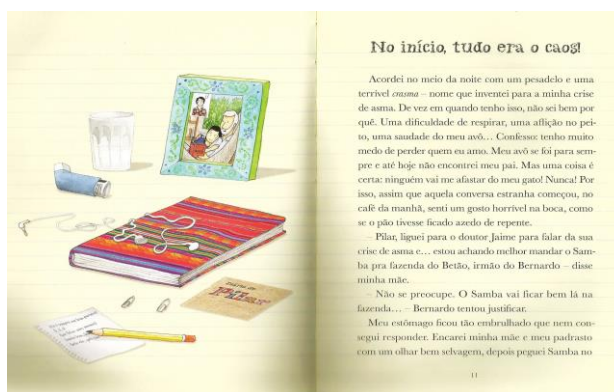 DIÁRIO DE
Pilar
No início, tudo era o caos!
Acordei no meio da noite com um pesadelo e uma
terrível crasma – nome que inventei para a minha crise
de asma. De vez em quando tenho isso, não sei bem por
quê. Uma dificuldade de respirar, uma aflição no pei-
to, uma saudade do meu avô… Confesso: tenho muito
medo de perder quem eu amo. Meu avô se foi para sem-
pre e até hoje não encontrei meu pai. Mas uma coisa é
certa: ninguém vai me afastar do meu gato! Nunca! Por
isso, assim que aquela conversa estranha começou, no
café da manhã, senti um gosto horrível na boca, como
se o pão tivesse ficado azedo de repente.
– Pilar, liguei para o doutor Jaime para falar da sua
crise de asma e… estou achando melhor mandar o Sam-
ba pra fazenda do Betão, irmão do Bernardo – disse
minha mãe.
– Não se preocupe. O Samba vai ficar bem lá na
fazenda… – Bernardo tentou justificar.
Meu estômago ficou tão embrulhado que nem con-
segui responder. Encarei minha mãe e meu padrasto
com um olhar bem selvagem, depois peguei Samba no
11